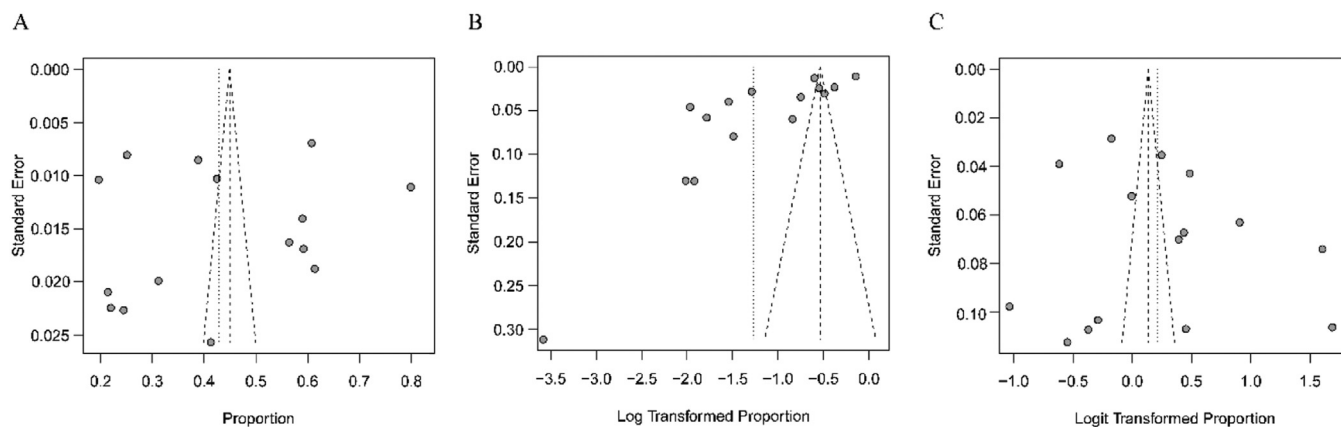 A
B
C
Standard Error
0.000
0.005
0.010
0.015
0.020
0.025
0.2 0.3 0.4 0.5 0.6 0.7 0.8
Proportion
Standard Error
0.00
0.05
0.10
0.15
0.20
0.25
0.30
−3.5 −3.0 −2.5 −2.0 −1.5 −1.0 −0.5 0.0
Log Transformed Proportion
Standard Error
0.00
0.02
0.04
0.06
0.08
0.10
−1.0 −0.5 0.0 0.5 1.0 1.5
Logit Transformed Proportion